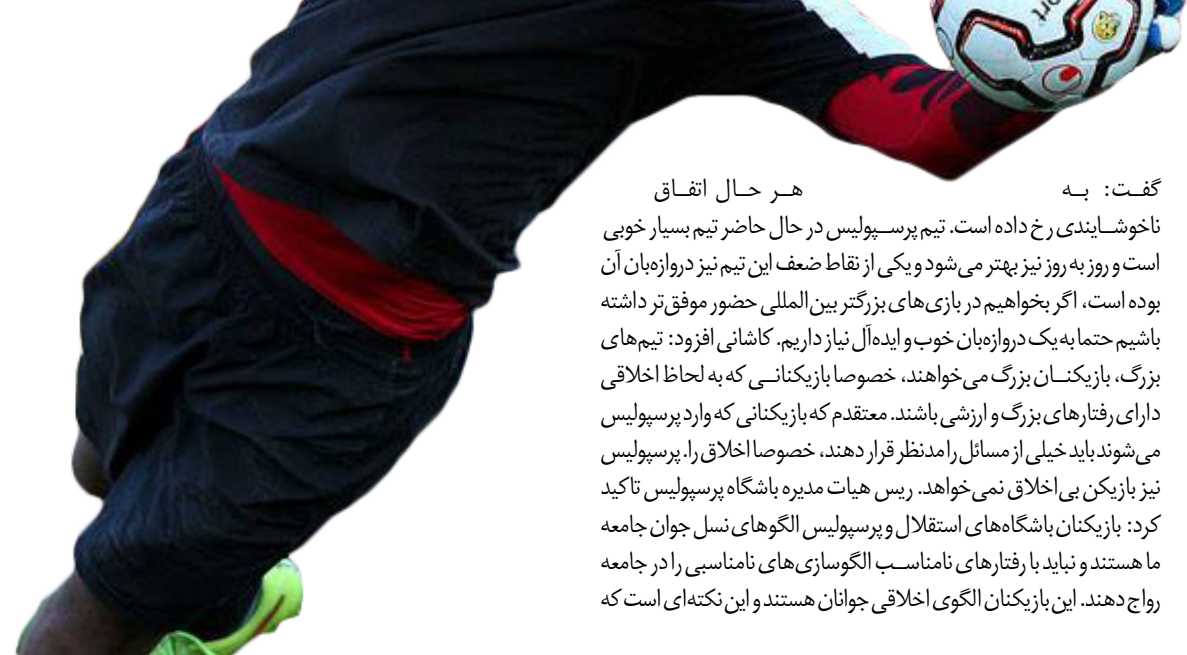 گفت: به هر حال اتفاق
ناخوشایندی رخ داده است. تیم پرسپولیس در حال حاضر تیم بسیار خوبی
است و روز به روز نیز بهتر می‌شود و یکی از نقاط ضعف این تیم نیز دروازه‌بان آن
بوده است، اگر بخواهیم در بازی‌های بزرگتر بین‌المللی حضور موفق‌تر داشته
باشیم حتما به یک دروازه‌بان خوب و ایده‌آل نیاز داریم. کاشانی افزود: تیم‌های
بزرگ، بازیکنان بزرگ می‌خواهند، خصوصا بازیکنانی که به لحاظ اخلاقی
دارای رفتارهای بزرگ و ارزشی باشند. معتقدم که بازیکنانی که وارد پرسپولیس
می‌شوند باید خیلی از مسائل را مدنظر قرار دهند، خصوصا اخلاق را. پرسپولیس
نیز بازیکن بی‌اخلاق نمی‌خواهد. ریس هیات مدیره باشگاه پرسپولیس تاکید
کرد: بازیکنان باشگاه‌های استقلال و پرسپولیس الگوهای نسل جوان جامعه
ما هستند و نباید با رفتارهای نامناسب الگوسازی‌های نامناسبی را در جامعه
رواج دهند. این بازیکنان الگوی اخلاقی جوانان هستند و این نکته‌ای است که